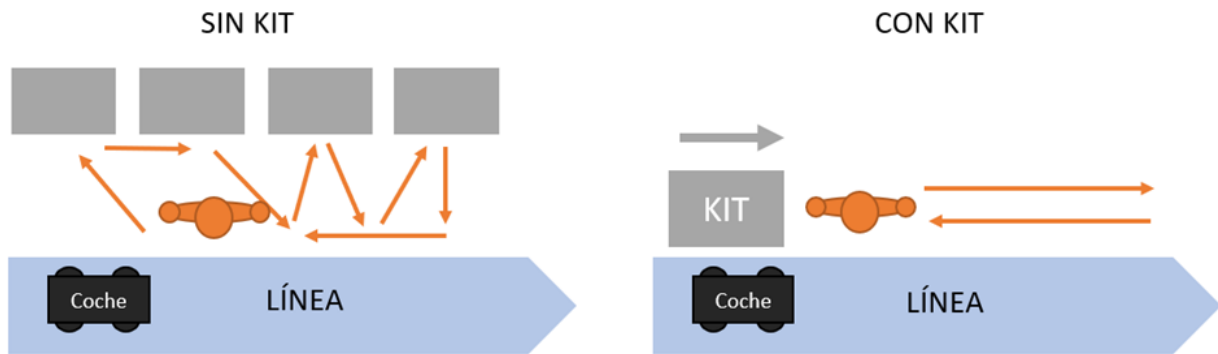 SIN KIT
CON KIT
KIT
Coche
LÍNEA
Coche
LÍNEA